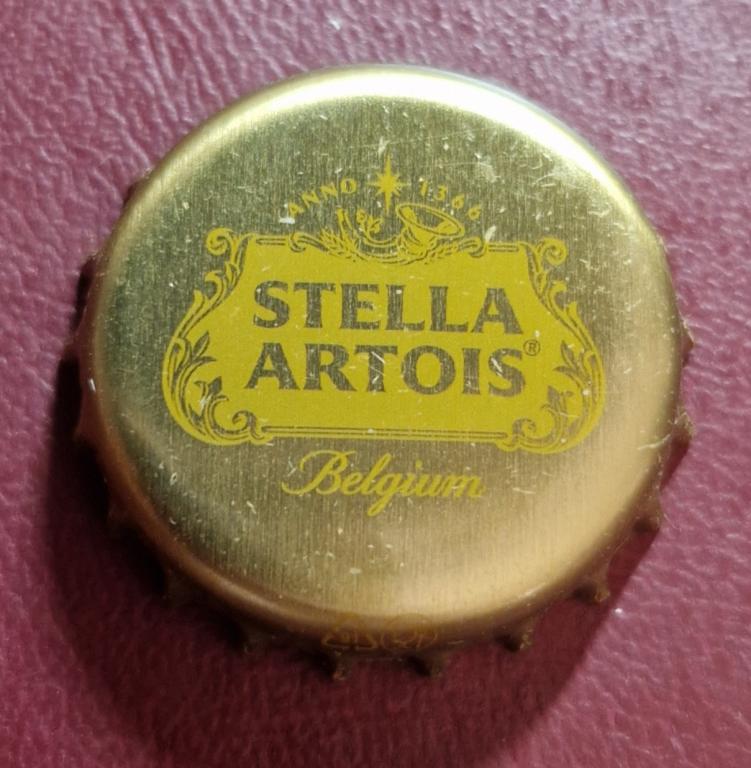 ANNO 1366
STELLA
ARTOIS®
Belgium